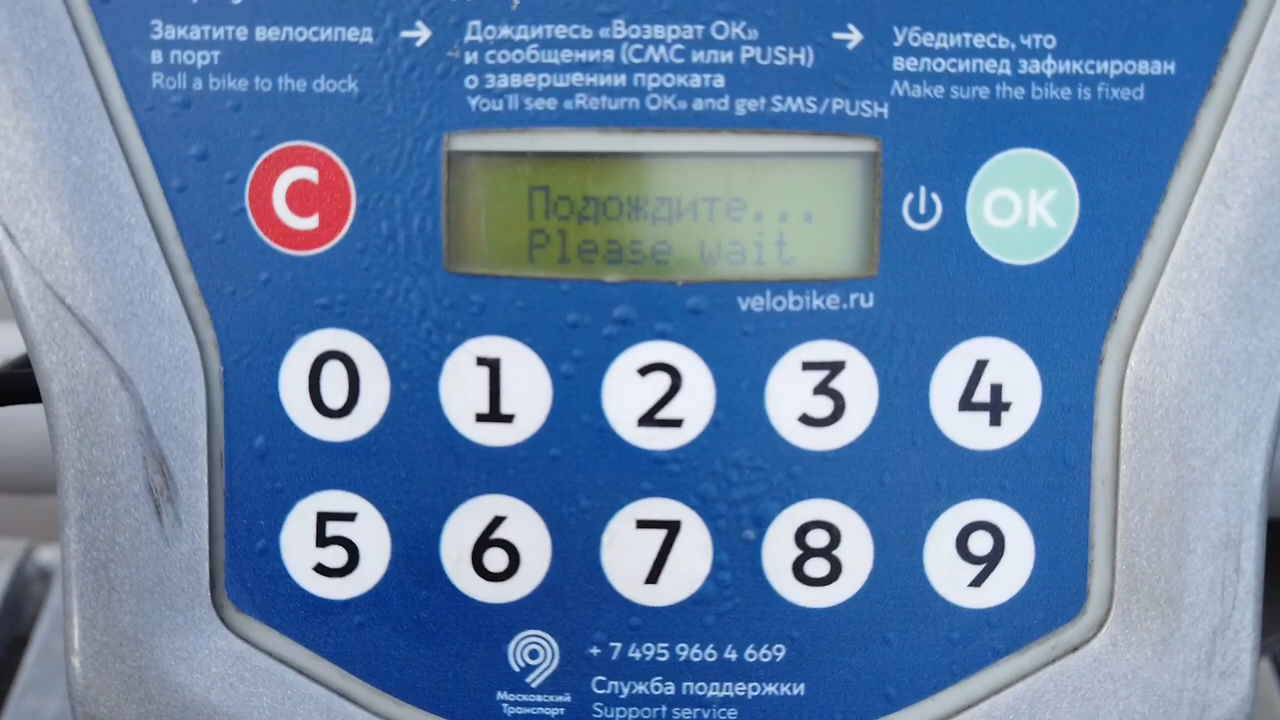 Закатите велосипед
в порт
Roll a bike to the dock
Дождитесь «Возврат ОК»
и сообщения (СМС или PUSH)
о завершении проката
You'll see «Return OK» and get SMS/PUSH
Убедитесь, что
велосипед зафиксирован
Make sure the bike is fixed
C
Подождите...
Please wait
OK
velobike.ru
0 1 2 3 4
5 6 7 8 9
Московский
Транспорт
+ 7 495 966 4 669
Служба поддержки
Support service